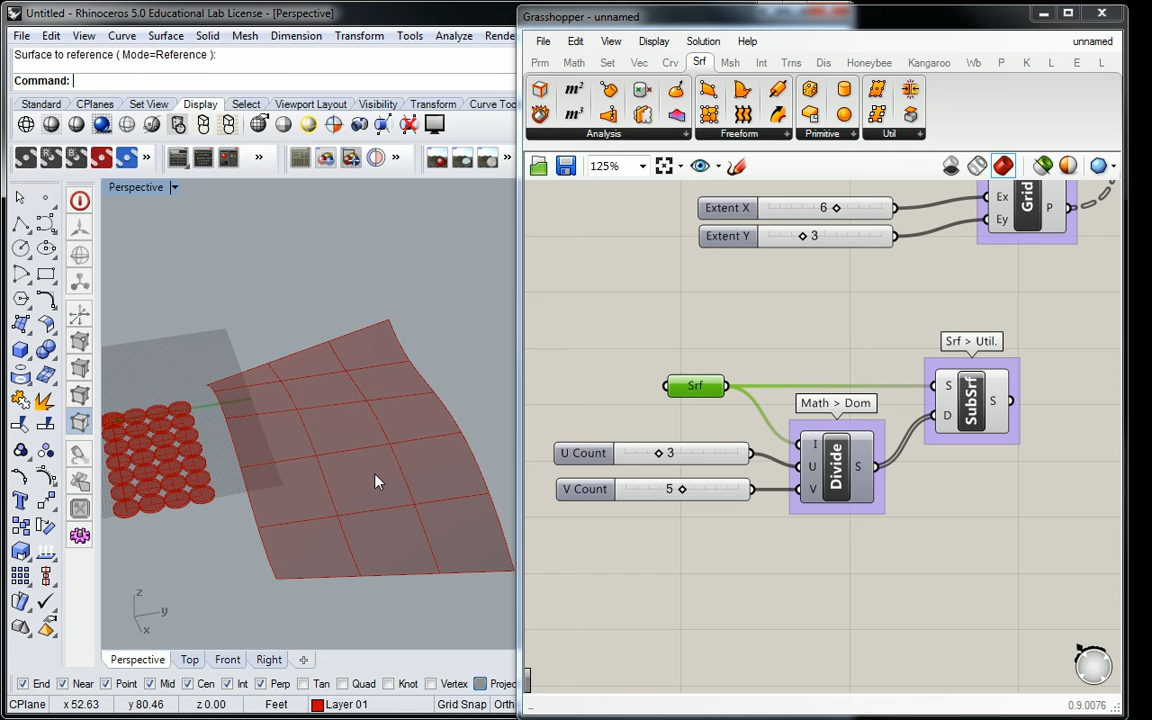 Untitled - Rhinoceros 5.0 Educational Lab License - [Perspective]
File Edit View Curve Surface Solid Mesh Dimension Transform Tools Analyze Rende
Surface to reference ( Mode=Reference ):
Command:
Standard CPlanes Set View Display Select Viewport Layout Visibility Transform Curve Too
Perspective
z
y
x
Perspective Top Front Right
End Near Point Mid Cen Int Perp Tan Quad Knot Vertex Projec
CPlane x 52.63 y 80.46 z 0.00 Feet Layer 01 Grid Snap Orth
Grasshopper - unnamed
File Edit View Display Solution Help unnamed
Prm Math Set Vec Crv Srf Msh Int Trns Dis Honeybee Kangaroo Wb P K U L E L
m²
m³
Analysis Freeform Primitive Util
125%
Extent X 6
Extent Y 3
Ex
Ey
Grid
P
Srf > Util.
Srf
S
D
SubSrf
S
Math > Dom
U Count 3
V Count 5
I
U
V
Divide
S
0.9.0076